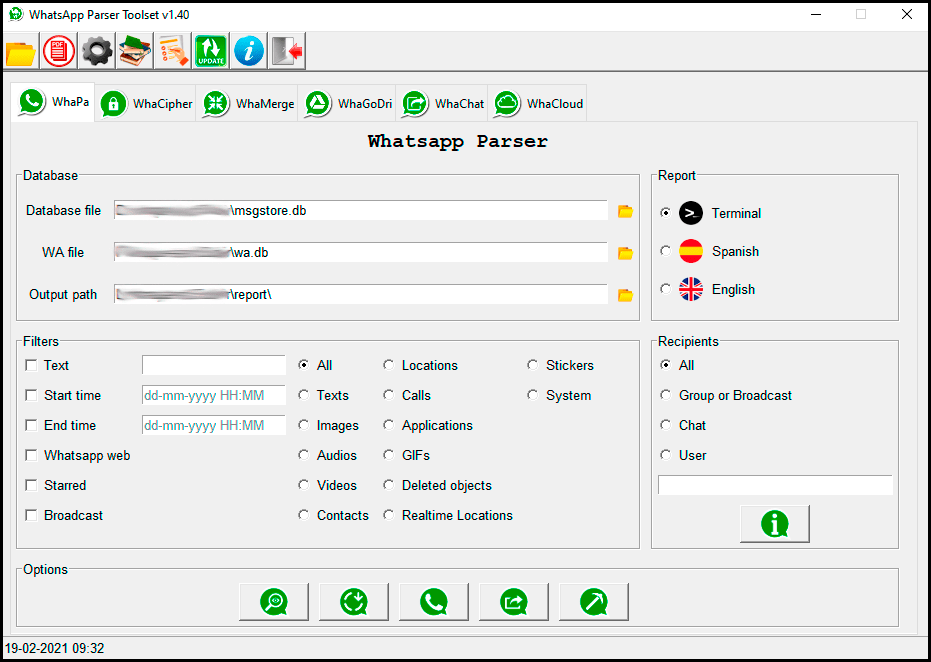 WhatsApp Parser Toolset v1.40
PDF
UPDATE
WhaPa WhaCipher WhaMerge WhaGoDri WhaChat WhaCloud
Whatsapp Parser
Database
Database file \msgstore.db
WA file \wa.db
Output path \report\
Report
>_ Terminal
Spanish
English
Filters
Text All Locations Stickers
Start time dd-mm-yyyy HH:MM Texts Calls System
End time dd-mm-yyyy HH:MM Images Applications
Whatsapp web Audios GIFs
Starred Videos Deleted objects
Broadcast Contacts Realtime Locations
Recipients
All
Group or Broadcast
Chat
User
Options
19-02-2021 09:32